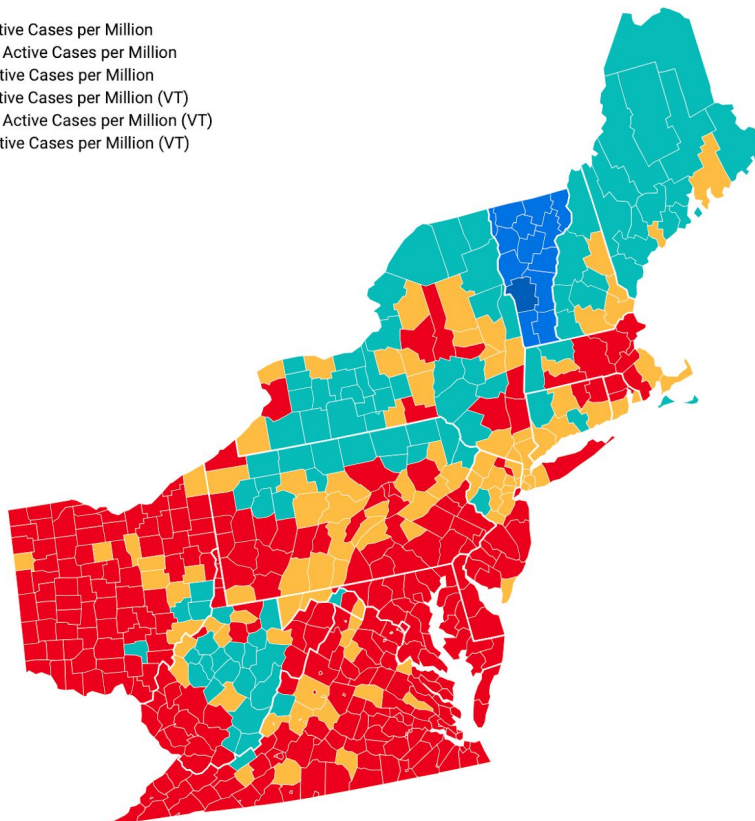 tive Cases per Million
Active Cases per Million
tive Cases per Million
tive Cases per Million (VT)
Active Cases per Million (VT)
tive Cases per Million (VT)